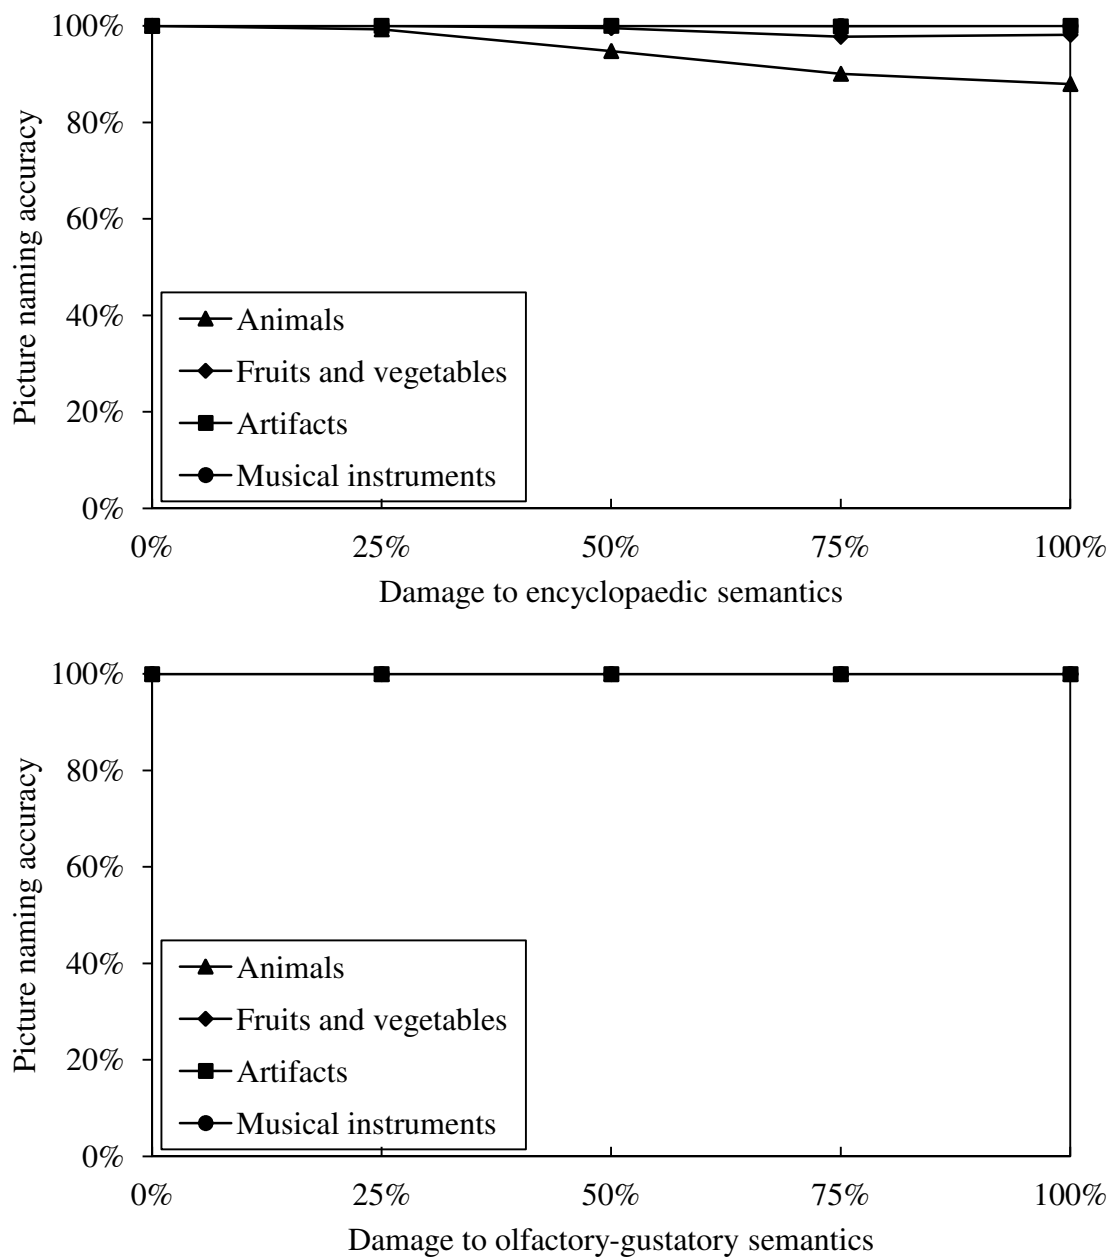 100%
80%
60%
40%
20%
0%
Picture naming accuracy
Animals
Fruits and vegetables
Artifacts
Musical instruments
0% 25% 50% 75% 100%
Damage to encyclopaedic semantics
100%
80%
60%
40%
20%
0%
Picture naming accuracy
Animals
Fruits and vegetables
Artifacts
Musical instruments
0% 25% 50% 75% 100%
Damage to olfactory-gustatory semantics